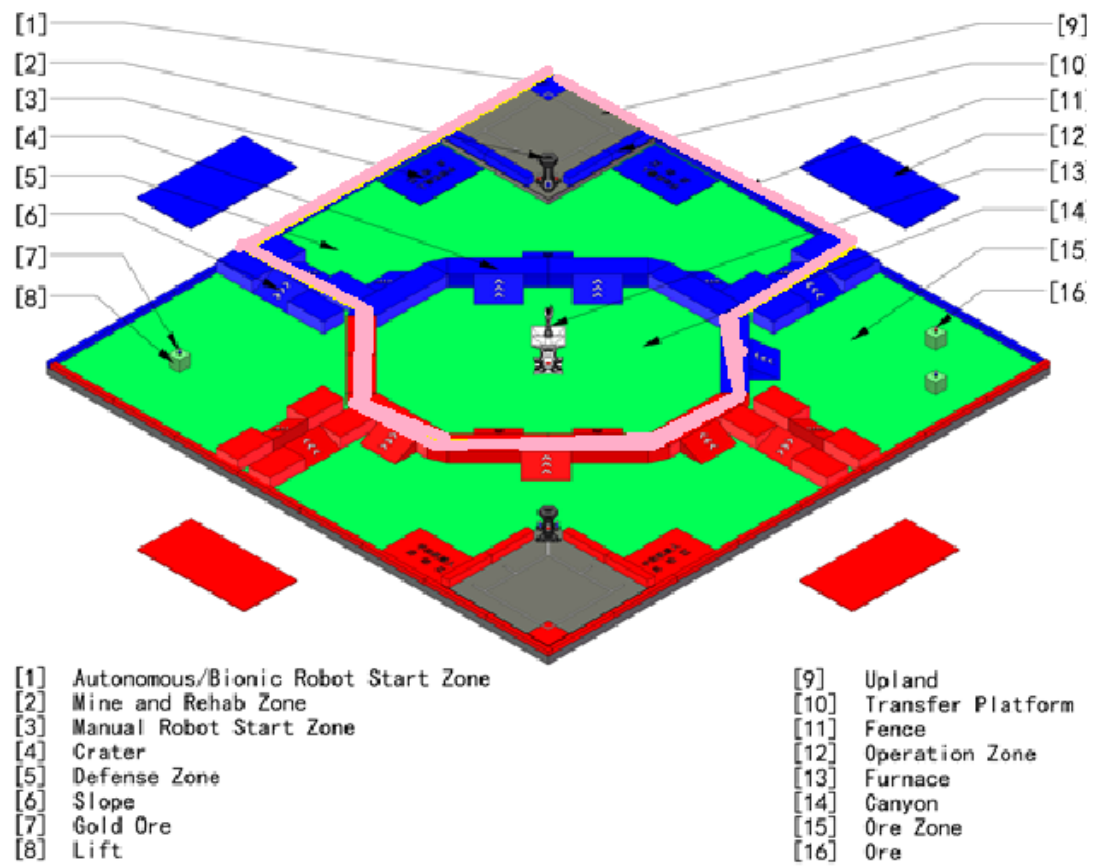 [1]
[2]
[3]
[4]
[5]
[6]
[7]
[8]
[9]
[10]
[11]
[12]
[13]
[14]
[15]
[16]
[1] Autonomous/Bionic Robot Start Zone
[2] Mine and Rehab Zone
[3] Manual Robot Start Zone
[4] Crater
[5] Defense Zone
[6] Slope
[7] Gold Ore
[8] Lift
[9] Upland
[10] Transfer Platform
[11] Fence
[12] Operation Zone
[13] Furnace
[14] Canyon
[15] Ore Zone
[16] Ore